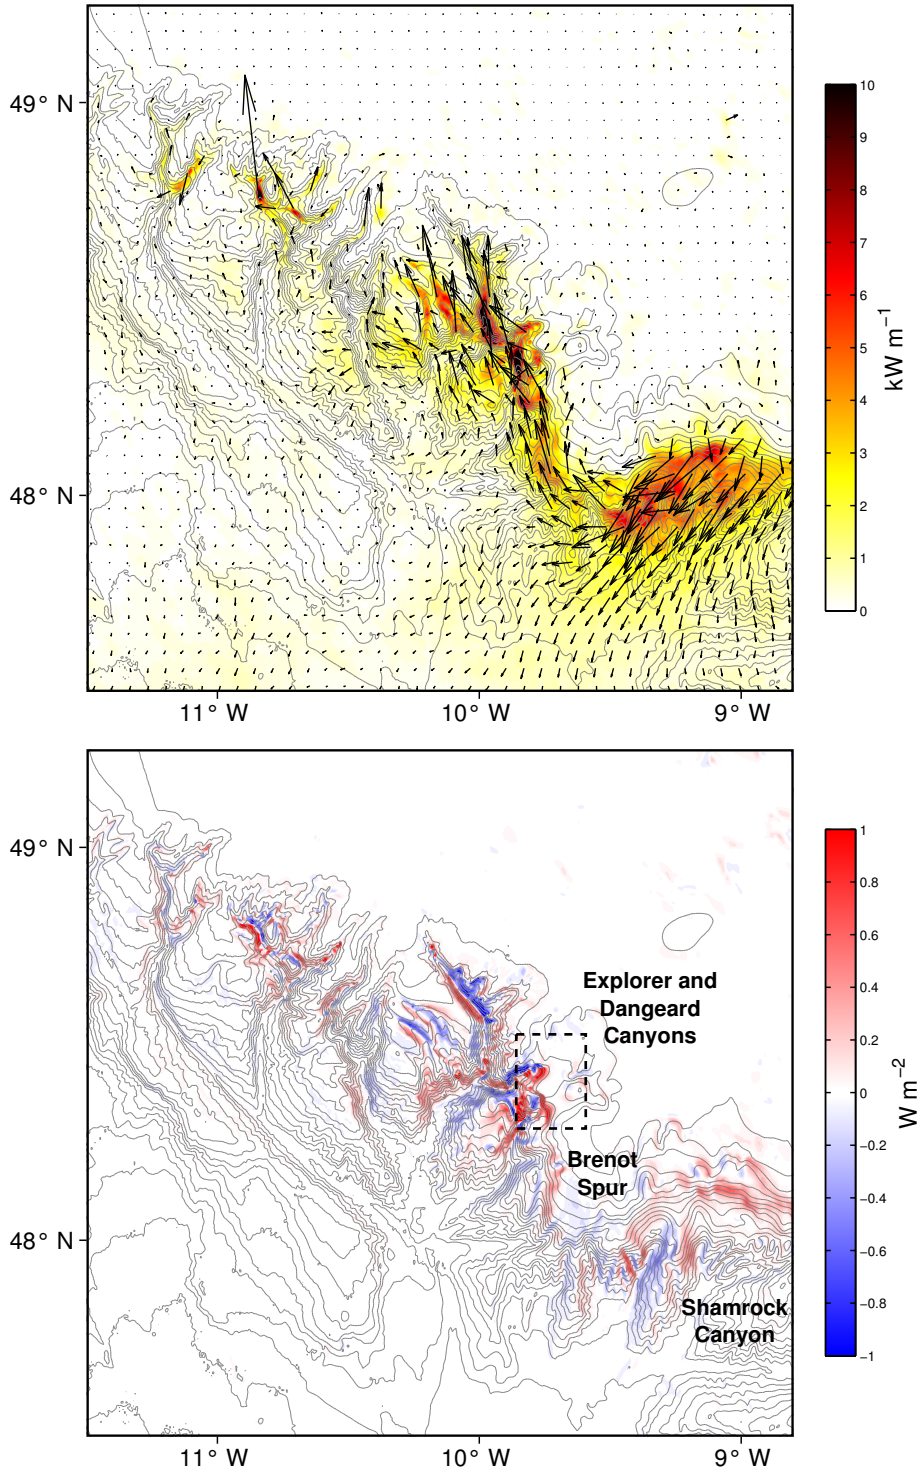 49° N
48° N
11° W
10° W
9° W
10
9
8
7
6
5
4
3
2
1
0
kW m⁻¹
49° N
48° N
11° W
10° W
9° W
Explorer and
Dangeard
Canyons
Brenot
Spur
Shamrock
Canyon
1
0.8
0.6
0.4
0.2
0
−0.2
−0.4
−0.6
−0.8
−1
W m⁻²